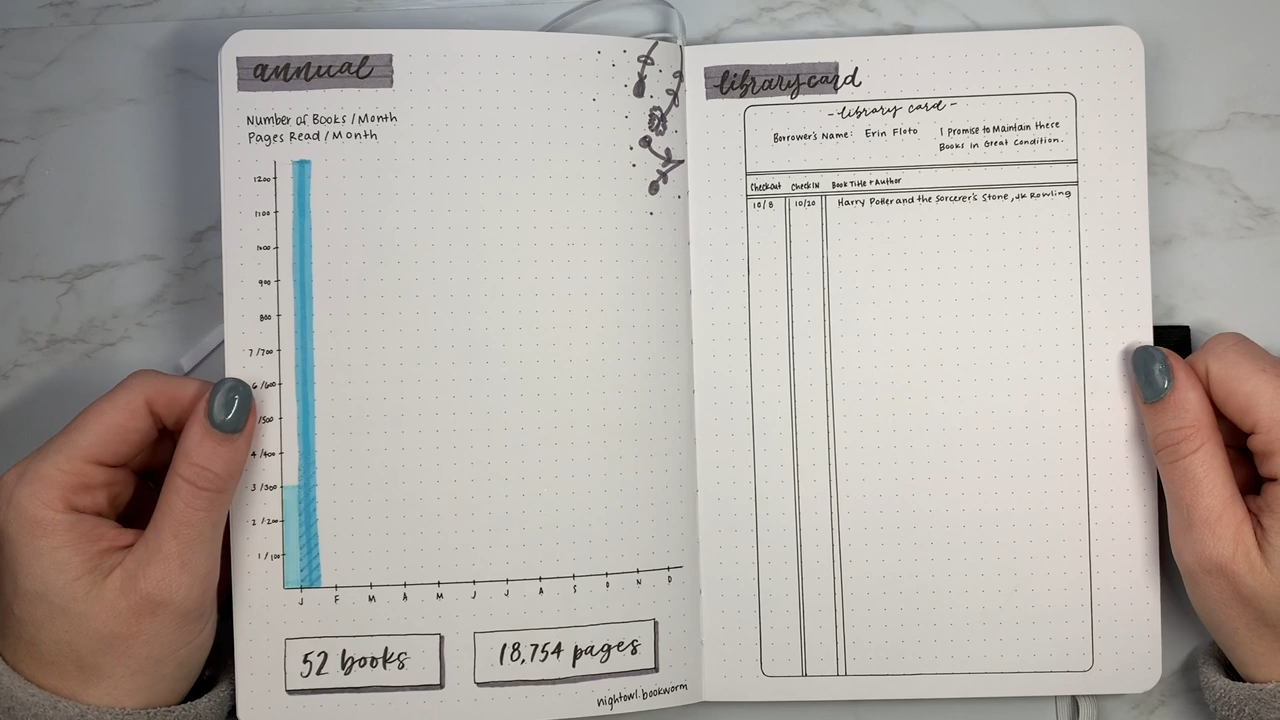 annual
Number of Books / Month
Pages Read / Month
1200
1100
1000
900
800
7/700
6/600
/500
4/400
3/300
2/200
1/100
J F M A M J J A S O N D
52 books
18,754 pages
nightowl.bookworm
library card
- library card -
Borrower's Name: Erin Floto
I Promise to Maintain these
Books in Great Condition.
Checkout Check IN Book Title + Author
10/8 10/20 Harry Potter and the Sorcerer's Stone, JK Rowling